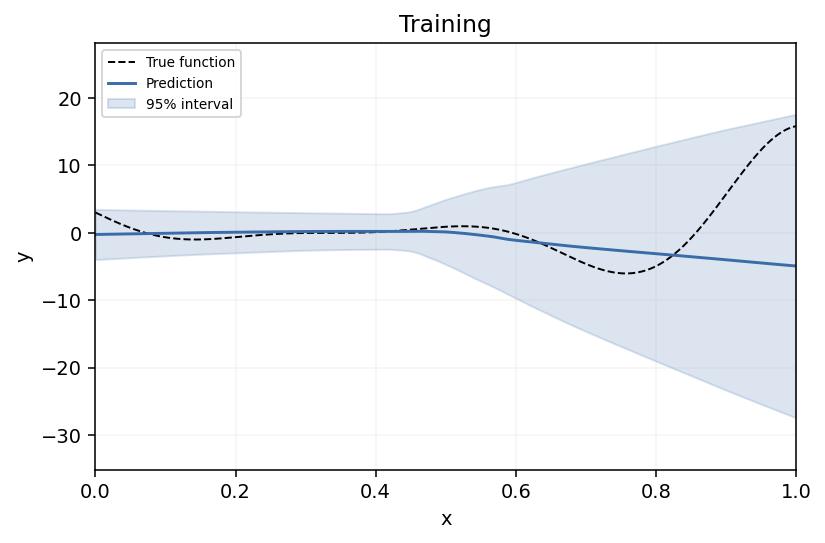 Training
True function
Prediction
95% interval
20
10
0
−10
−20
−30
y
0.0 0.2 0.4 0.6 0.8 1.0
x